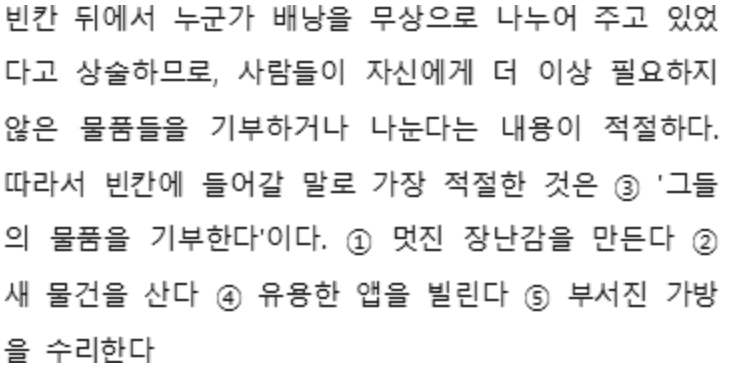 빈칸 뒤에서 누군가 배낭을 무상으로 나누어 주고 있었
다고 상술하므로, 사람들이 자신에게 더 이상 필요하지
않은 물품들을 기부하거나 나눈다는 내용이 적절하다.
따라서 빈칸에 들어갈 말로 가장 적절한 것은 ③ '그들
의 물품을 기부한다'이다. ① 멋진 장난감을 만든다 ②
새 물건을 산다 ④ 유용한 앱을 빌린다 ⑤ 부서진 가방
을 수리한다